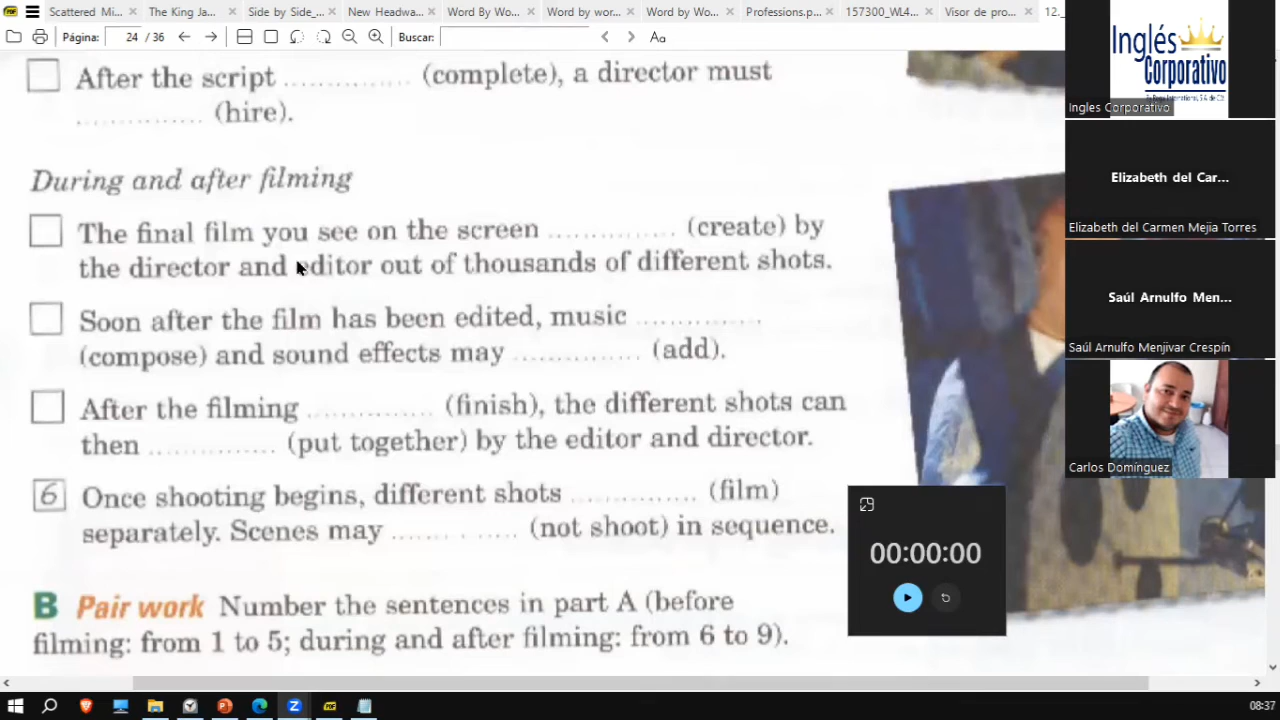 Scattered Mi...
The King Ja...
Side by Side_...
New Headwa...
Word By Wo...
Word by wor...
Word by Wo...
Professions.p...
157300_WL4...
Visor de pro...
12._
Página: 24 / 36
Buscar:
Aa
After the script .............. (complete), a director must
.............. (hire).
During and after filming
The final film you see on the screen .............. (create) by
the director and editor out of thousands of different shots.
Soon after the film has been edited, music ..............
(compose) and sound effects may .............. (add).
After the filming .............. (finish), the different shots can
then .............. (put together) by the editor and director.
6 Once shooting begins, different shots .............. (film)
separately. Scenes may .............. (not shoot) in sequence.
B Pair work Number the sentences in part A (before
filming: from 1 to 5; during and after filming: from 6 to 9).
00:00:00
Inglés
Corporativo
Ingles Corporativo
Elizabeth del Car...
Elizabeth del Carmen Mejia Torres
Saúl Arnulfo Men...
Saúl Arnulfo Menjivar Crespín
Carlos Domínguez
08:37